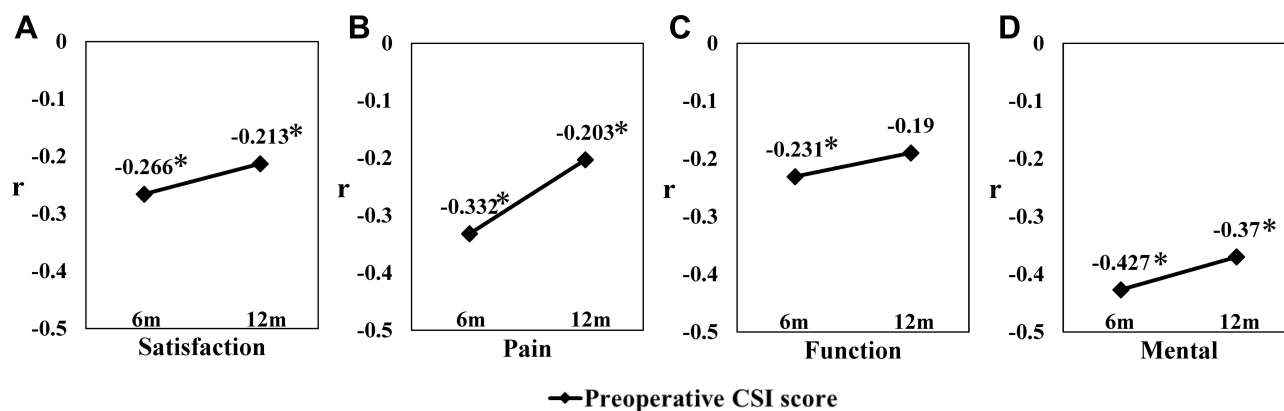 A
0
-0.1
-0.2
-0.3
-0.4
-0.5
r
-0.266*
-0.213*
6m
12m
Satisfaction
B
0
-0.1
-0.2
-0.3
-0.4
-0.5
r
-0.332*
-0.203*
6m
12m
Pain
C
0
-0.1
-0.2
-0.3
-0.4
-0.5
r
-0.231*
-0.19
6m
12m
Function
D
0
-0.1
-0.2
-0.3
-0.4
-0.5
r
-0.427*
-0.37*
6m
12m
Mental
Preoperative CSI score